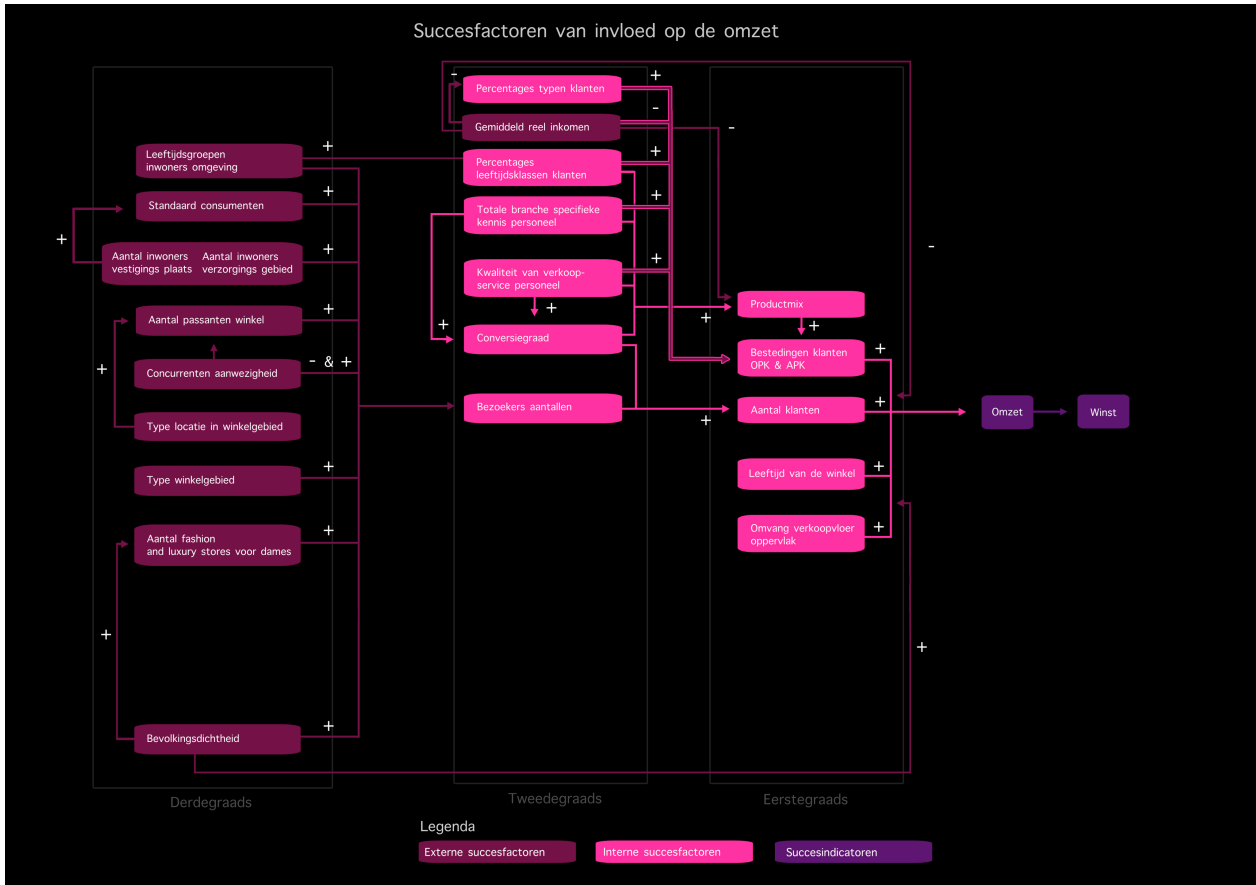 Succesfactoren van invloed op de omzet
Leeftijdsgroepen
inwoners omgeving
+
Standaard consumenten
+
+
Aantal inwoners
vestigings plaats
Aantal inwoners
verzorgings gebied
+
Aantal passanten winkel
+
+
Concurrenten aanwezigheid
- & +
Type locatie in winkelgebied
Type winkelgebied
+
Aantal fashion
and luxury stores voor dames
+
+
Bevolkingsdichtheid
+
Derdegraads
-
Percentages typen klanten
+
Gemiddeld reel inkomen
-
-
Percentages
leeftijdsklassen klanten
+
Totale branche specifieke
kennis personeel
+
Kwaliteit van verkoop-
service personeel
+
+
+
Conversiegraad
Bezoekers aantallen
Tweedegraads
-
Productmix
+
+
Bestedingen klanten
OPK & APK
+
Aantal klanten
+
+
Leeftijd van de winkel
+
Omvang verkoopvloer
oppervlak
+
+
Eerstegraads
Omzet
Winst
Legenda
Externe succesfactoren
Interne succesfactoren
Succesindicatoren